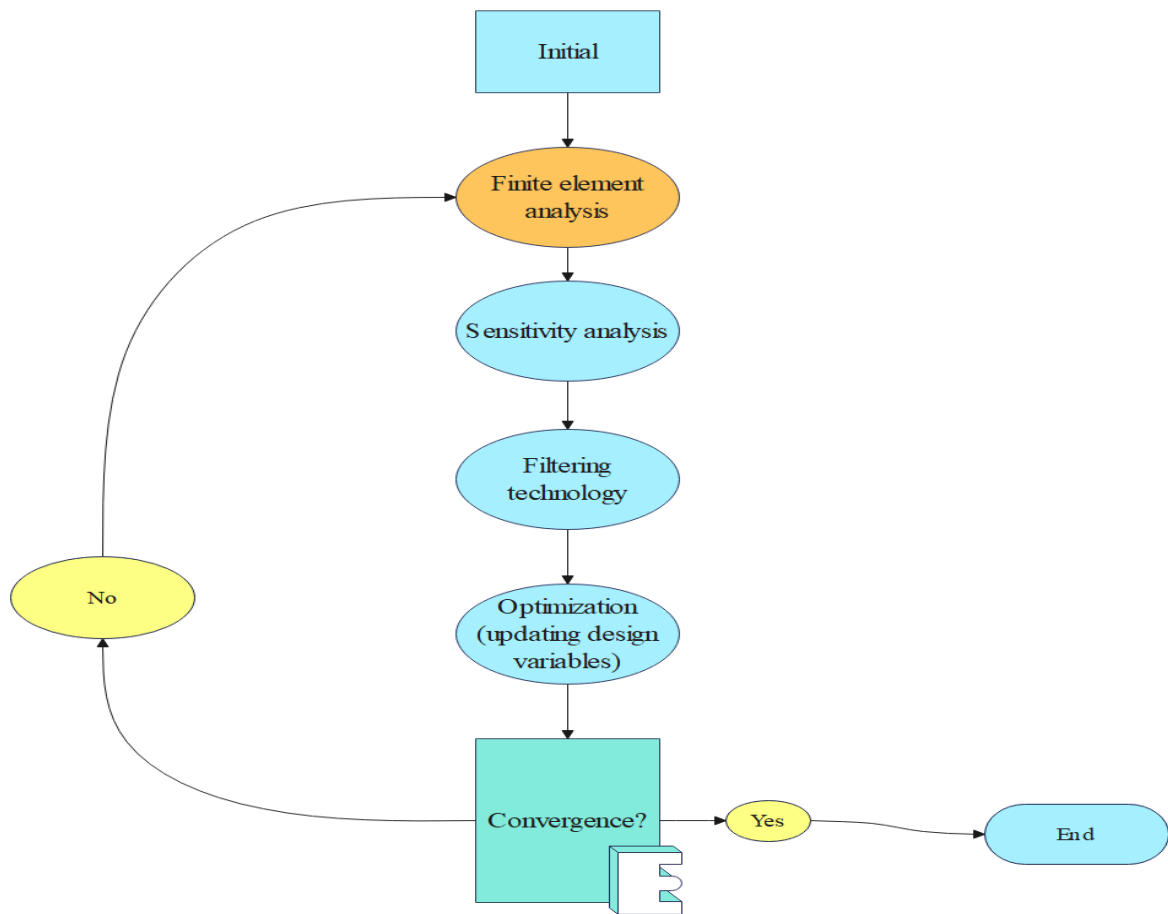 Initial
Finite element
analysis
Sensitivity analysis
Filtering
technology
No
Optimization
(updating design
variables)
Convergence?
Yes
End